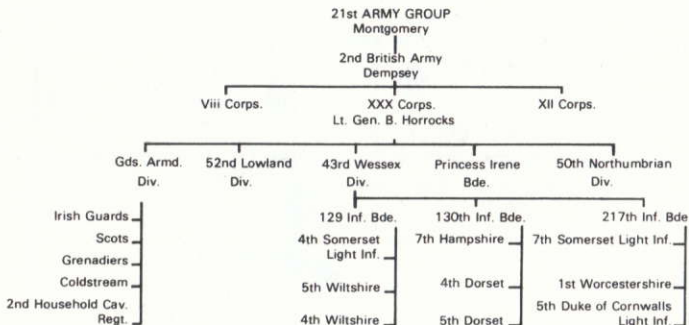 21st ARMY GROUP
Montgomery
2nd British Army
Dempsey
Viii Corps.
XXX Corps.
Lt. Gen. B. Horrocks
XII Corps.
Gds. Armd.
Div.
52nd Lowland
Div.
43rd Wessex
Div.
Princess Irene
Bde.
50th Northumbrian
Div.
Irish Guards
Scots
Grenadiers
Coldstream
2nd Household Cav.
Regt.
129 Inf. Bde.
4th Somerset
Light Inf.
5th Wiltshire
4th Wiltshire
130th Inf. Bde.
7th Hampshire
4th Dorset
5th Dorset
217th Inf. Bde
7th Somerset Light Inf.
1st Worcestershire
5th Duke of Cornwalls
Light Inf.